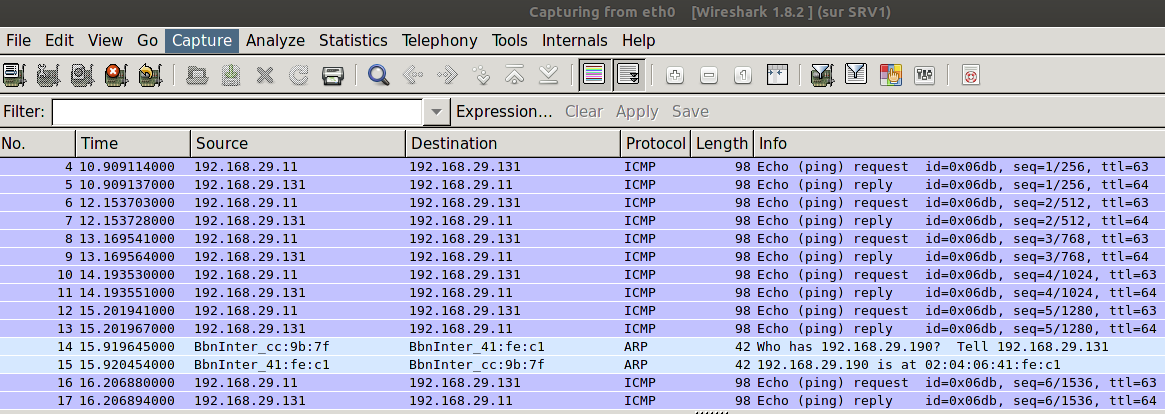 Capturing from eth0 [Wireshark 1.8.2 ] (sur SRV1)
File Edit View Go Capture Analyze Statistics Telephony Tools Internals Help
Filter: Expression... Clear Apply Save
No. Time Source Destination Protocol Length Info
4 10.909114000 192.168.29.11 192.168.29.131 ICMP 98 Echo (ping) request id=0x06db, seq=1/256, ttl=63
5 10.909137000 192.168.29.131 192.168.29.11 ICMP 98 Echo (ping) reply id=0x06db, seq=1/256, ttl=64
6 12.153703000 192.168.29.11 192.168.29.131 ICMP 98 Echo (ping) request id=0x06db, seq=2/512, ttl=63
7 12.153728000 192.168.29.131 192.168.29.11 ICMP 98 Echo (ping) reply id=0x06db, seq=2/512, ttl=64
8 13.169541000 192.168.29.11 192.168.29.131 ICMP 98 Echo (ping) request id=0x06db, seq=3/768, ttl=63
9 13.169564000 192.168.29.131 192.168.29.11 ICMP 98 Echo (ping) reply id=0x06db, seq=3/768, ttl=64
10 14.193530000 192.168.29.11 192.168.29.131 ICMP 98 Echo (ping) request id=0x06db, seq=4/1024, ttl=63
11 14.193551000 192.168.29.131 192.168.29.11 ICMP 98 Echo (ping) reply id=0x06db, seq=4/1024, ttl=64
12 15.201941000 192.168.29.11 192.168.29.131 ICMP 98 Echo (ping) request id=0x06db, seq=5/1280, ttl=63
13 15.201967000 192.168.29.131 192.168.29.11 ICMP 98 Echo (ping) reply id=0x06db, seq=5/1280, ttl=64
14 15.919645000 BbnInter_cc:9b:7f BbnInter_41:fe:c1 ARP 42 Who has 192.168.29.190? Tell 192.168.29.131
15 15.920454000 BbnInter_41:fe:c1 BbnInter_cc:9b:7f ARP 42 192.168.29.190 is at 02:04:06:41:fe:c1
16 16.206880000 192.168.29.11 192.168.29.131 ICMP 98 Echo (ping) request id=0x06db, seq=6/1536, ttl=63
17 16.206894000 192.168.29.131 192.168.29.11 ICMP 98 Echo (ping) reply id=0x06db, seq=6/1536, ttl=64